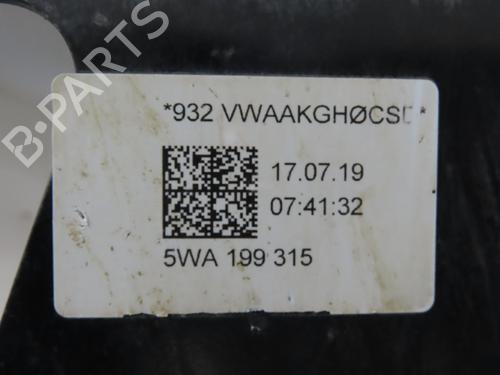 B-PARTS
*932 VWAAKGHØCSD*
17.07.19
07:41:32
5WA 199 315